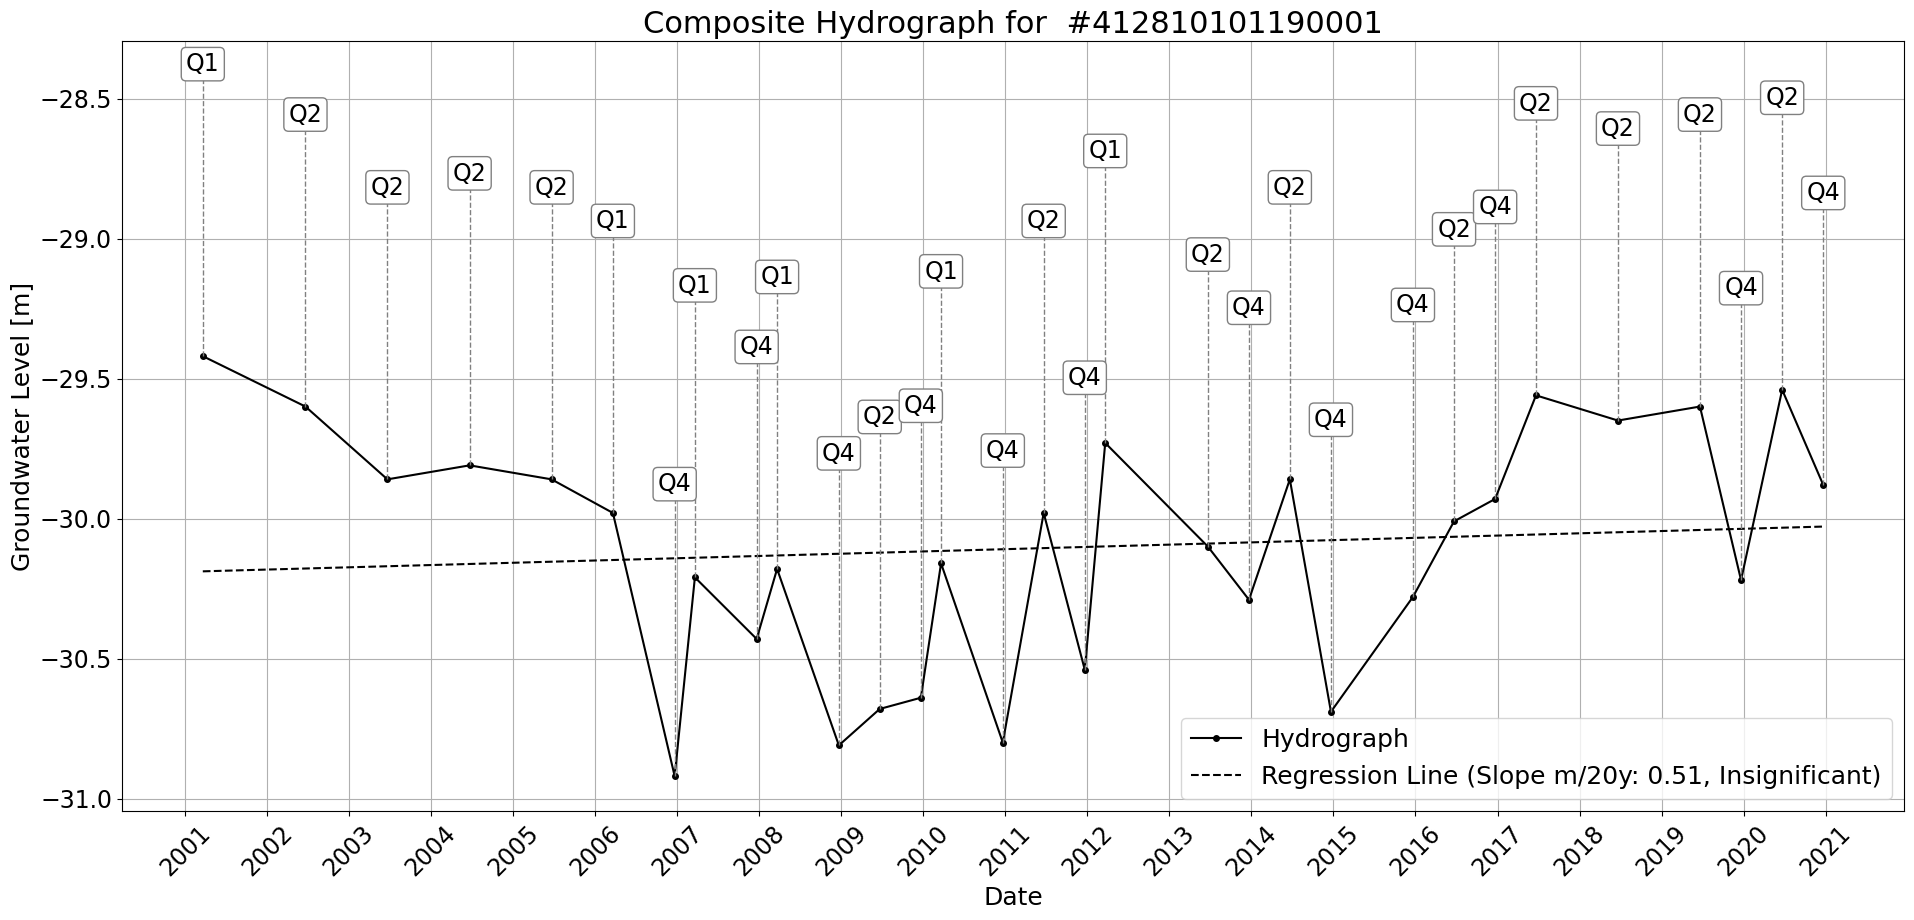 Composite Hydrograph for  #412810101190001
Groundwater Level [m]
−28.5
−29.0
−29.5
−30.0
−30.5
−31.0
Q1
Q2
Q2
Q2
Q2
Q1
Q4
Q1
Q4
Q1
Q4
Q2
Q4
Q1
Q4
Q2
Q4
Q1
Q2
Q4
Q2
Q4
Q4
Q2
Q4
Q2
Q2
Q2
Q4
Q2
Q4
Hydrograph
Regression Line (Slope m/20y: 0.51, Insignificant)
2001
2002
2003
2004
2005
2006
2007
2008
2009
2010
2011
2012
2013
2014
2015
2016
2017
2018
2019
2020
2021
Date